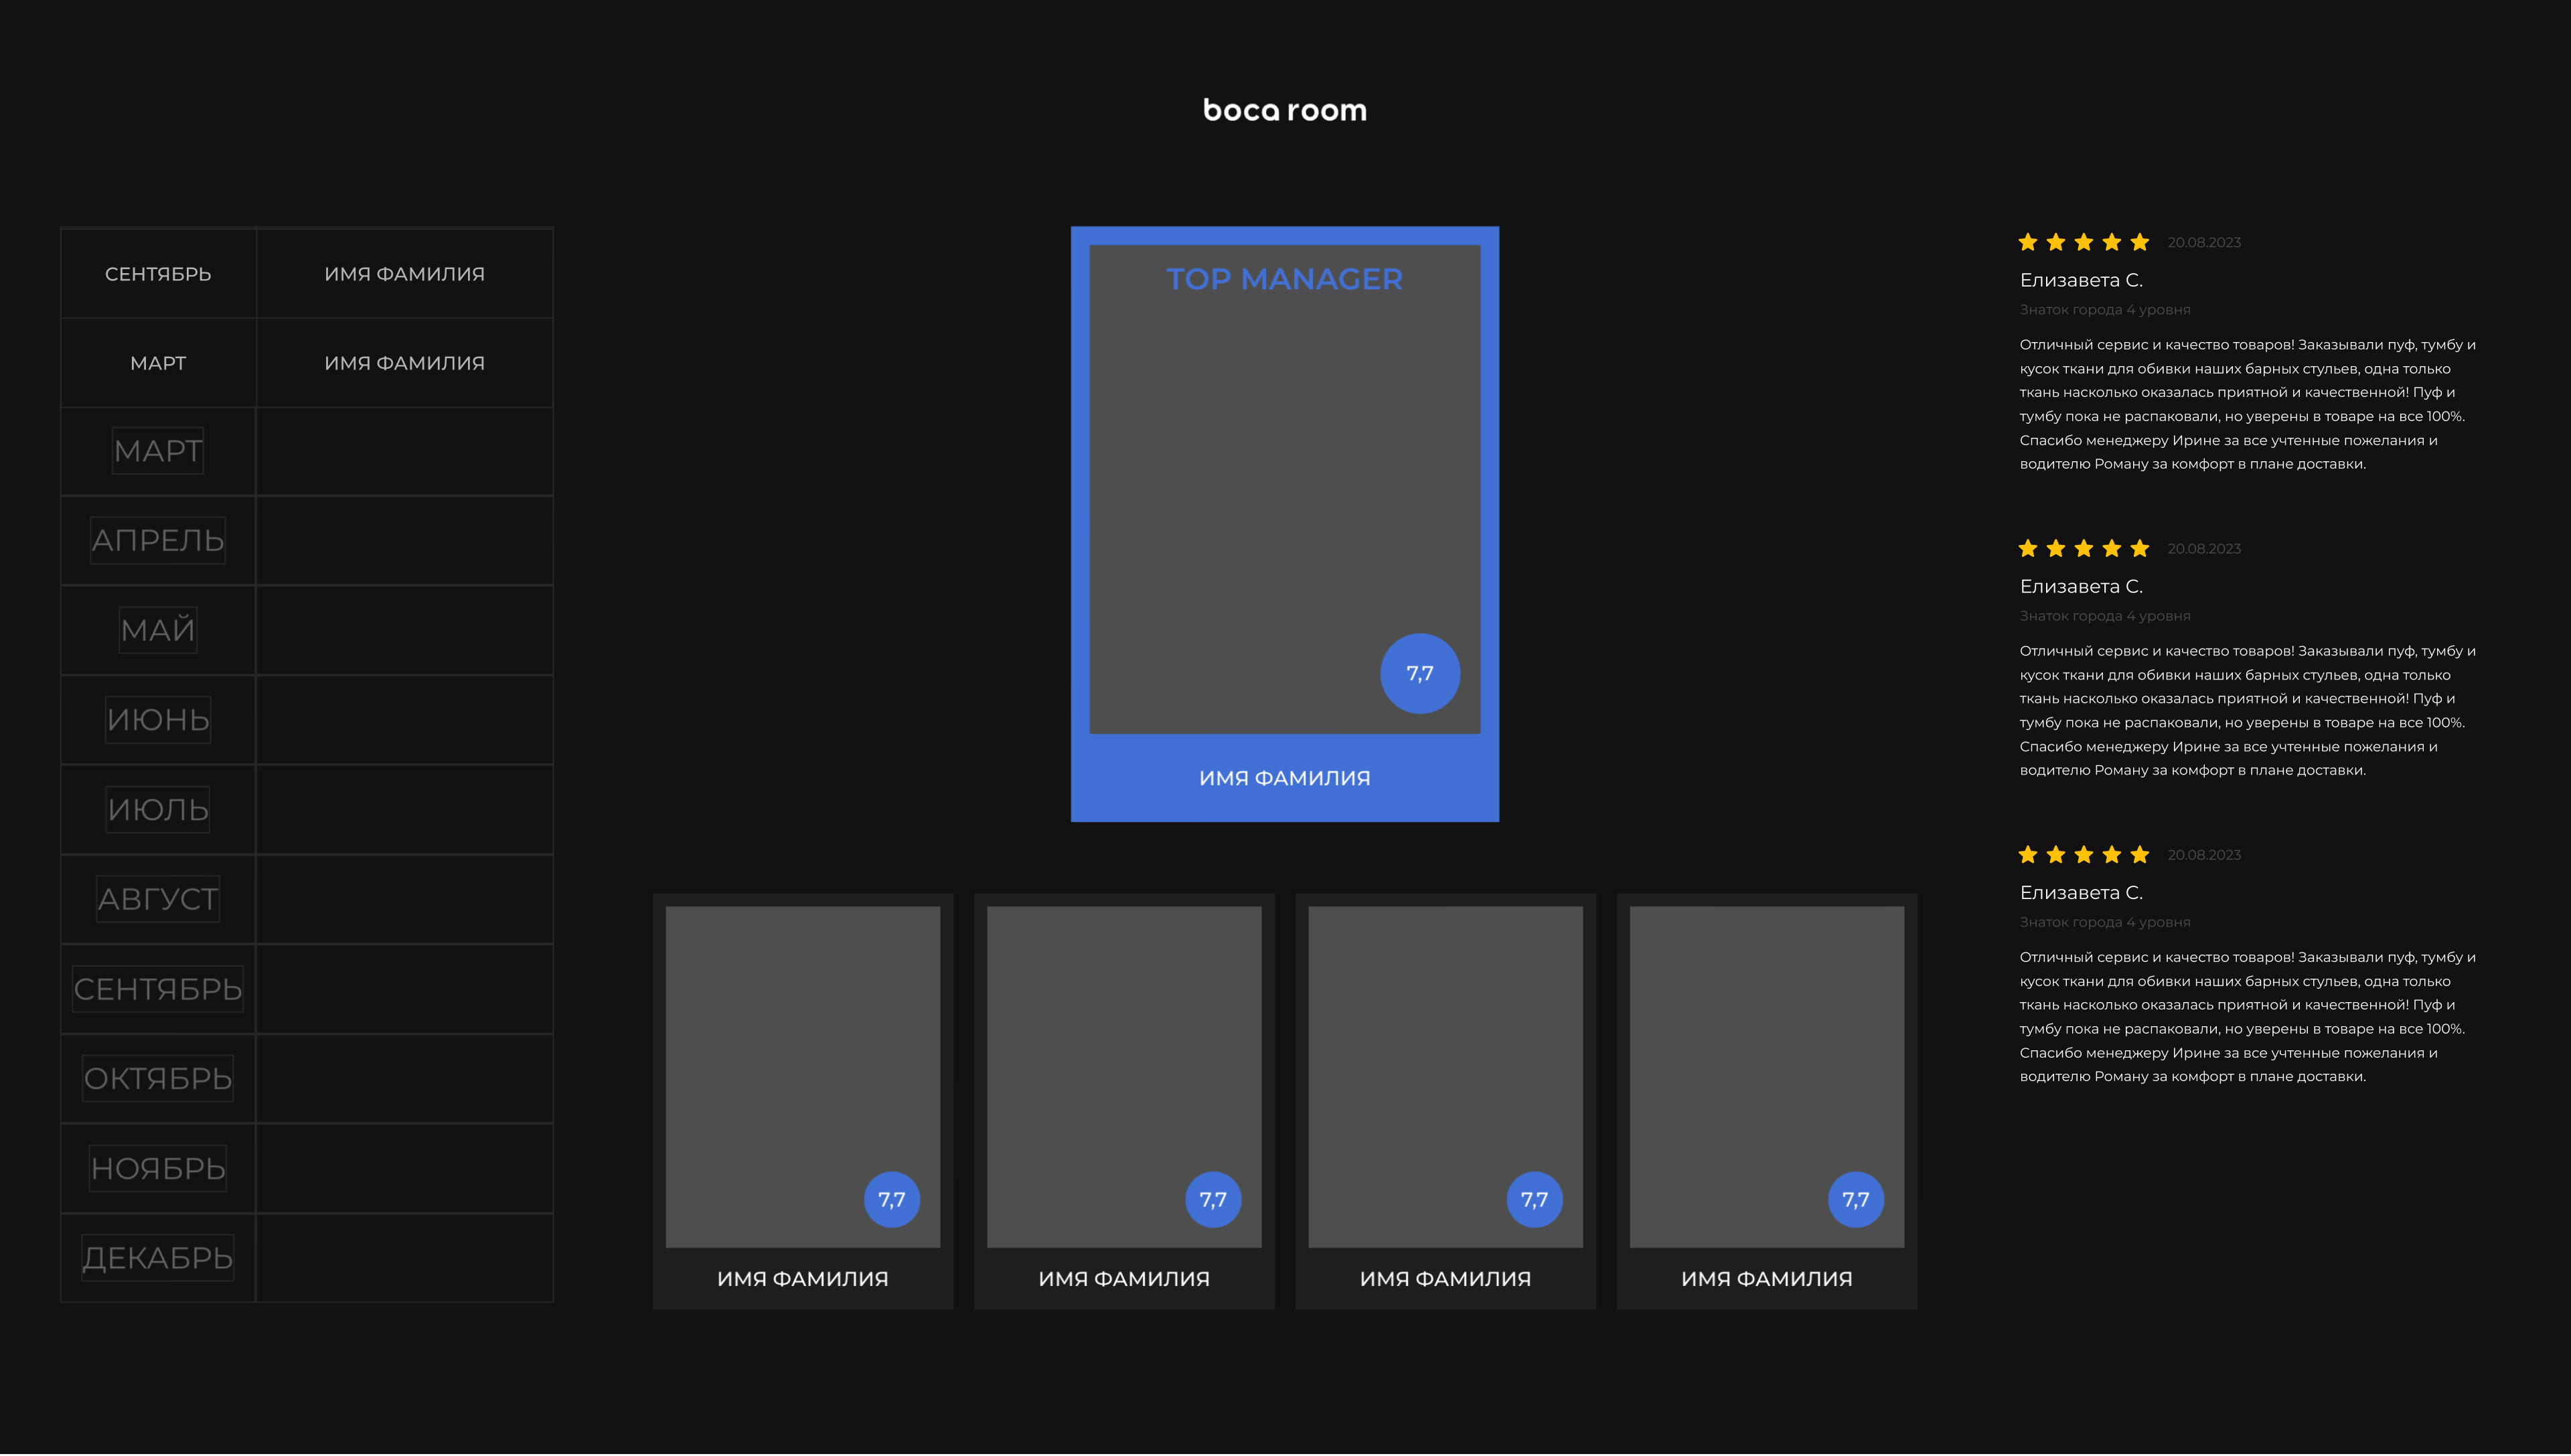 boca room
СЕНТЯБРЬ ИМЯ ФАМИЛИЯ
МАРТ ИМЯ ФАМИЛИЯ
МАРТ
АПРЕЛЬ
МАЙ
ИЮНЬ
ИЮЛЬ
АВГУСТ
СЕНТЯБРЬ
ОКТЯБРЬ
НОЯБРЬ
ДЕКАБРЬ
TOP MANAGER
7,7
ИМЯ ФАМИЛИЯ
7,7
ИМЯ ФАМИЛИЯ
7,7
ИМЯ ФАМИЛИЯ
7,7
ИМЯ ФАМИЛИЯ
7,7
ИМЯ ФАМИЛИЯ
20.08.2023
Елизавета С.
Знаток города 4 уровня
Отличный сервис и качество товаров! Заказывали пуф, тумбу и
кусок ткани для обивки наших барных стульев, одна только
ткань насколько оказалась приятной и качественной! Пуф и
тумбу пока не распаковали, но уверены в товаре на все 100%.
Спасибо менеджеру Ирине за все учтенные пожелания и
водителю Роману за комфорт в плане доставки.
20.08.2023
Елизавета С.
Знаток города 4 уровня
Отличный сервис и качество товаров! Заказывали пуф, тумбу и
кусок ткани для обивки наших барных стульев, одна только
ткань насколько оказалась приятной и качественной! Пуф и
тумбу пока не распаковали, но уверены в товаре на все 100%.
Спасибо менеджеру Ирине за все учтенные пожелания и
водителю Роману за комфорт в плане доставки.
20.08.2023
Елизавета С.
Знаток города 4 уровня
Отличный сервис и качество товаров! Заказывали пуф, тумбу и
кусок ткани для обивки наших барных стульев, одна только
ткань насколько оказалась приятной и качественной! Пуф и
тумбу пока не распаковали, но уверены в товаре на все 100%.
Спасибо менеджеру Ирине за все учтенные пожелания и
водителю Роману за комфорт в плане доставки.